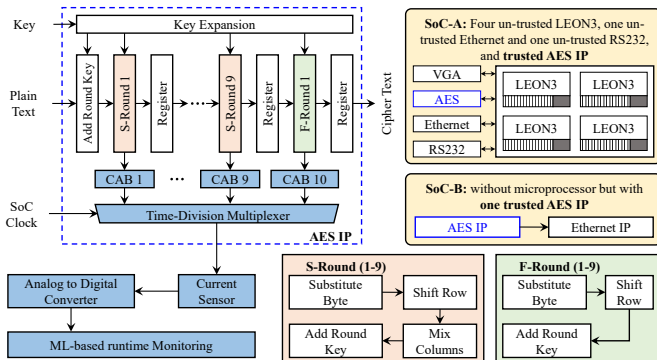 Key
Key Expansion
Plain
Text
Add Round Key
S-Round 1
Register
S-Round 9
Register
F-Round 1
Register
Cipher Text
CAB 1
...
CAB 9
CAB 10
SoC
Clock
Time-Division Multiplexer
AES IP
Analog to Digital
Converter
Current
Sensor
ML-based runtime Monitoring
SoC-A: Four un-trusted LEON3, one un-
trusted Ethernet and one un-trusted RS232,
and trusted AES IP
VGA
AES
Ethernet
RS232
LEON3
LEON3
LEON3
LEON3
SoC-B: without microprocessor but with
one trusted AES IP
AES IP
Ethernet IP
S-Round (1-9)
Substitute
Byte
Shift Row
Add Round
Key
Mix
Columns
F-Round (1-9)
Substitute
Byte
Shift
Row
Add Round
Key